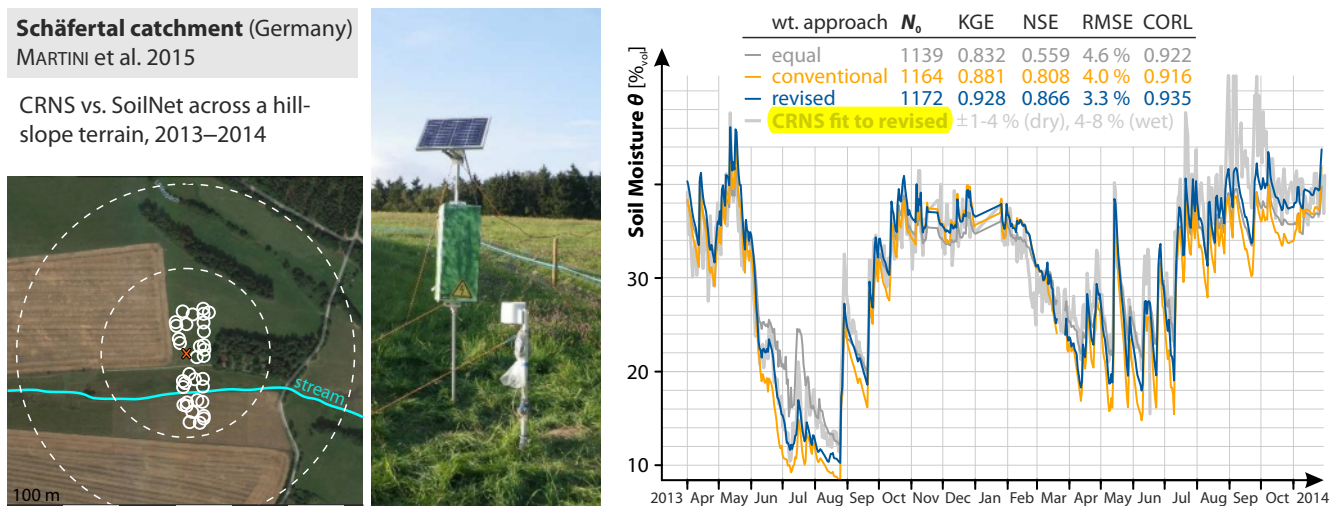 Schäfertal catchment (Germany)
MARTINI et al. 2015
CRNS vs. SoilNet across a hill-
slope terrain, 2013–2014
stream
100 m
wt. approach N₀ KGE NSE RMSE CORL
equal 1139 0.832 0.559 4.6 % 0.922
conventional 1164 0.881 0.808 4.0 % 0.916
revised 1172 0.928 0.866 3.3 % 0.935
CRNS fit to revised ±1-4 % (dry), 4-8 % (wet)
Soil Moisture θ [%vol]
30
20
10
2013 Apr May Jun Jul Aug Sep Oct Nov Dec Jan Feb Mar Apr May Jun Jul Aug Sep Oct 2014